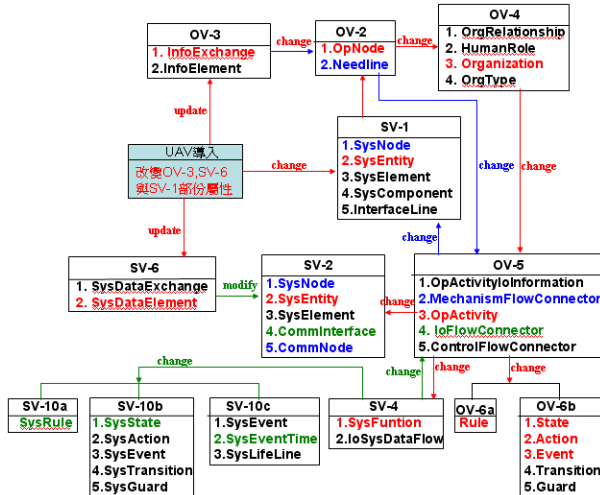 OV-3
1. InfoExchange
2.InfoElement
change
OV-2
1.OpNode
2.Needline
change
OV-4
1. OrgRelationship
2.HumanRole
3. Organization
4. OrgType
update
UAV導入
改變OV-3,SV-6
與SV-1部份屬性
change
SV-1
1.SysNode
2.SysEntity
3.SysElement
4.SysComponent
5.InterfaceLine
change
change
change
update
SV-6
1. SysDataExchange
2. SysDataElement
modify
SV-2
1.SysNode
2.SysEntity
3.SysElement
4.CommInterface
5.CommNode
change
OV-5
1.OpActivityIoInformation
2.MechanismFlowConnector
3.OpActivity
4. IoFlowConnector
5.ControlFlowConnector
change
change
change
change
SV-10a
SysRule
SV-10b
1.SysState
2.SysAction
3.SysEvent
4.SysTransition
5.SysGuard
SV-10c
1.SysEvent
2.SysEventTime
3.SysLifeLine
SV-4
1.SysFuntion
2.IoSysDataFlow
OV-6a
Rule
OV-6b
1.State
2.Action
3.Event
4.Transition
5.Guard